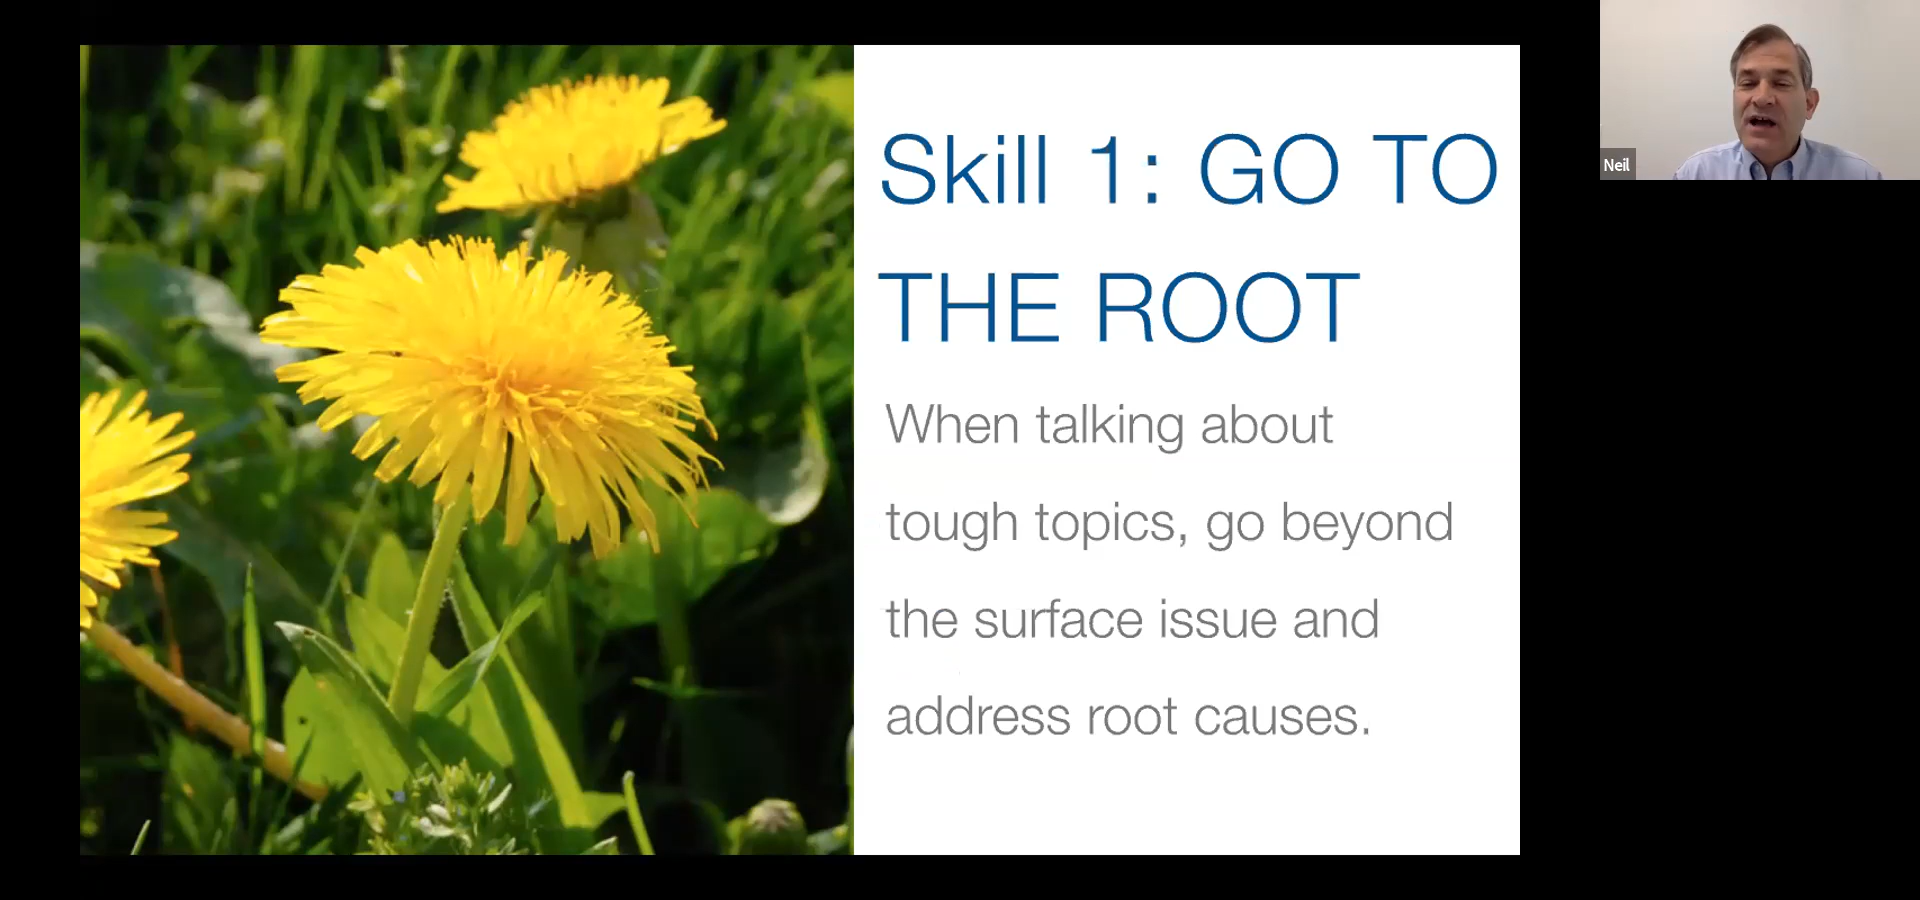 Skill 1: GO TO
THE ROOT
When talking about
tough topics, go beyond
the surface issue and
address root causes.
Neil